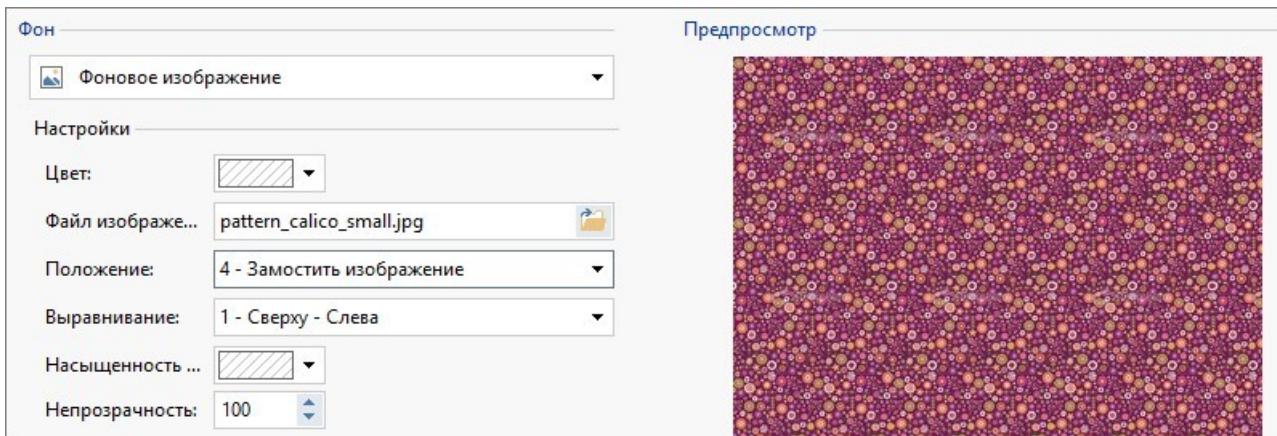 Фон
Фоновое изображение
Настройки
Цвет:
Файл изображе... pattern_calico_small.jpg
Положение: 4 - Замостить изображение
Выравнивание: 1 - Сверху - Слева
Насыщенность ...
Непрозрачность: 100
Предпросмотр